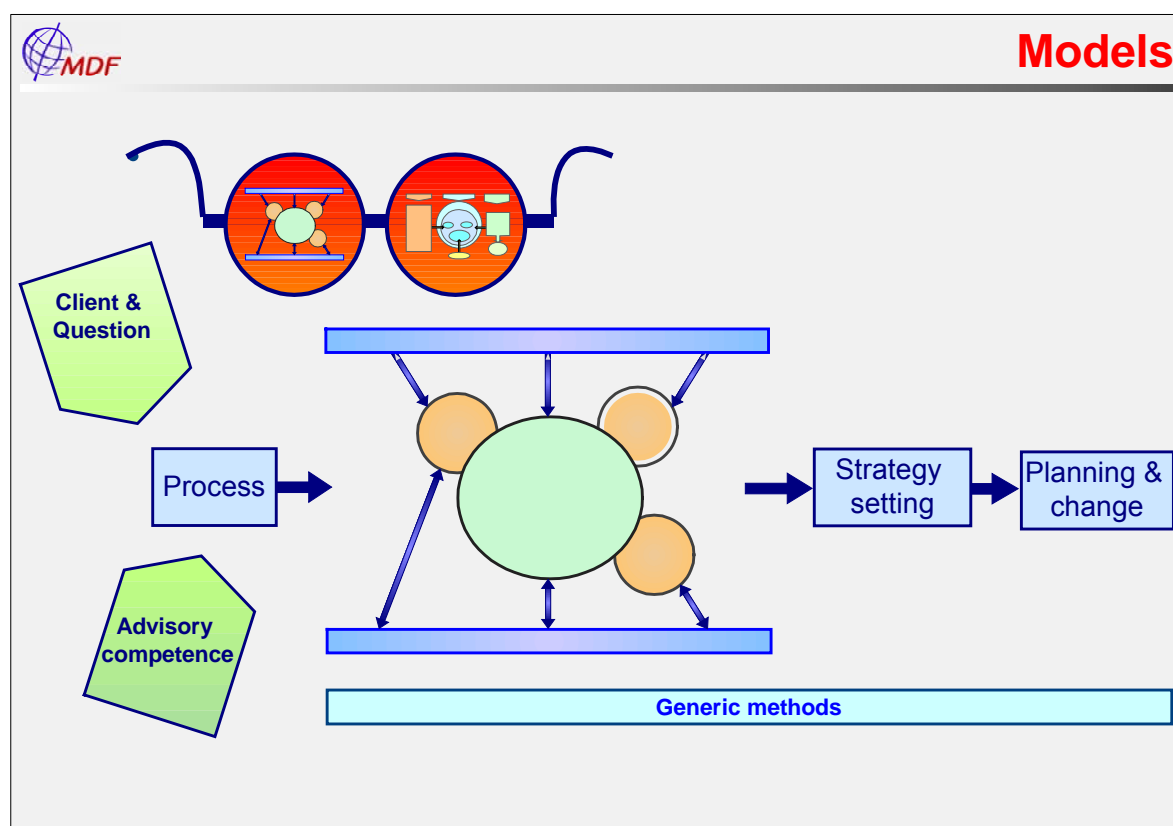 MDF
Models
Client &
Question
Process
Strategy
setting
Planning &
change
Advisory
competence
Generic methods